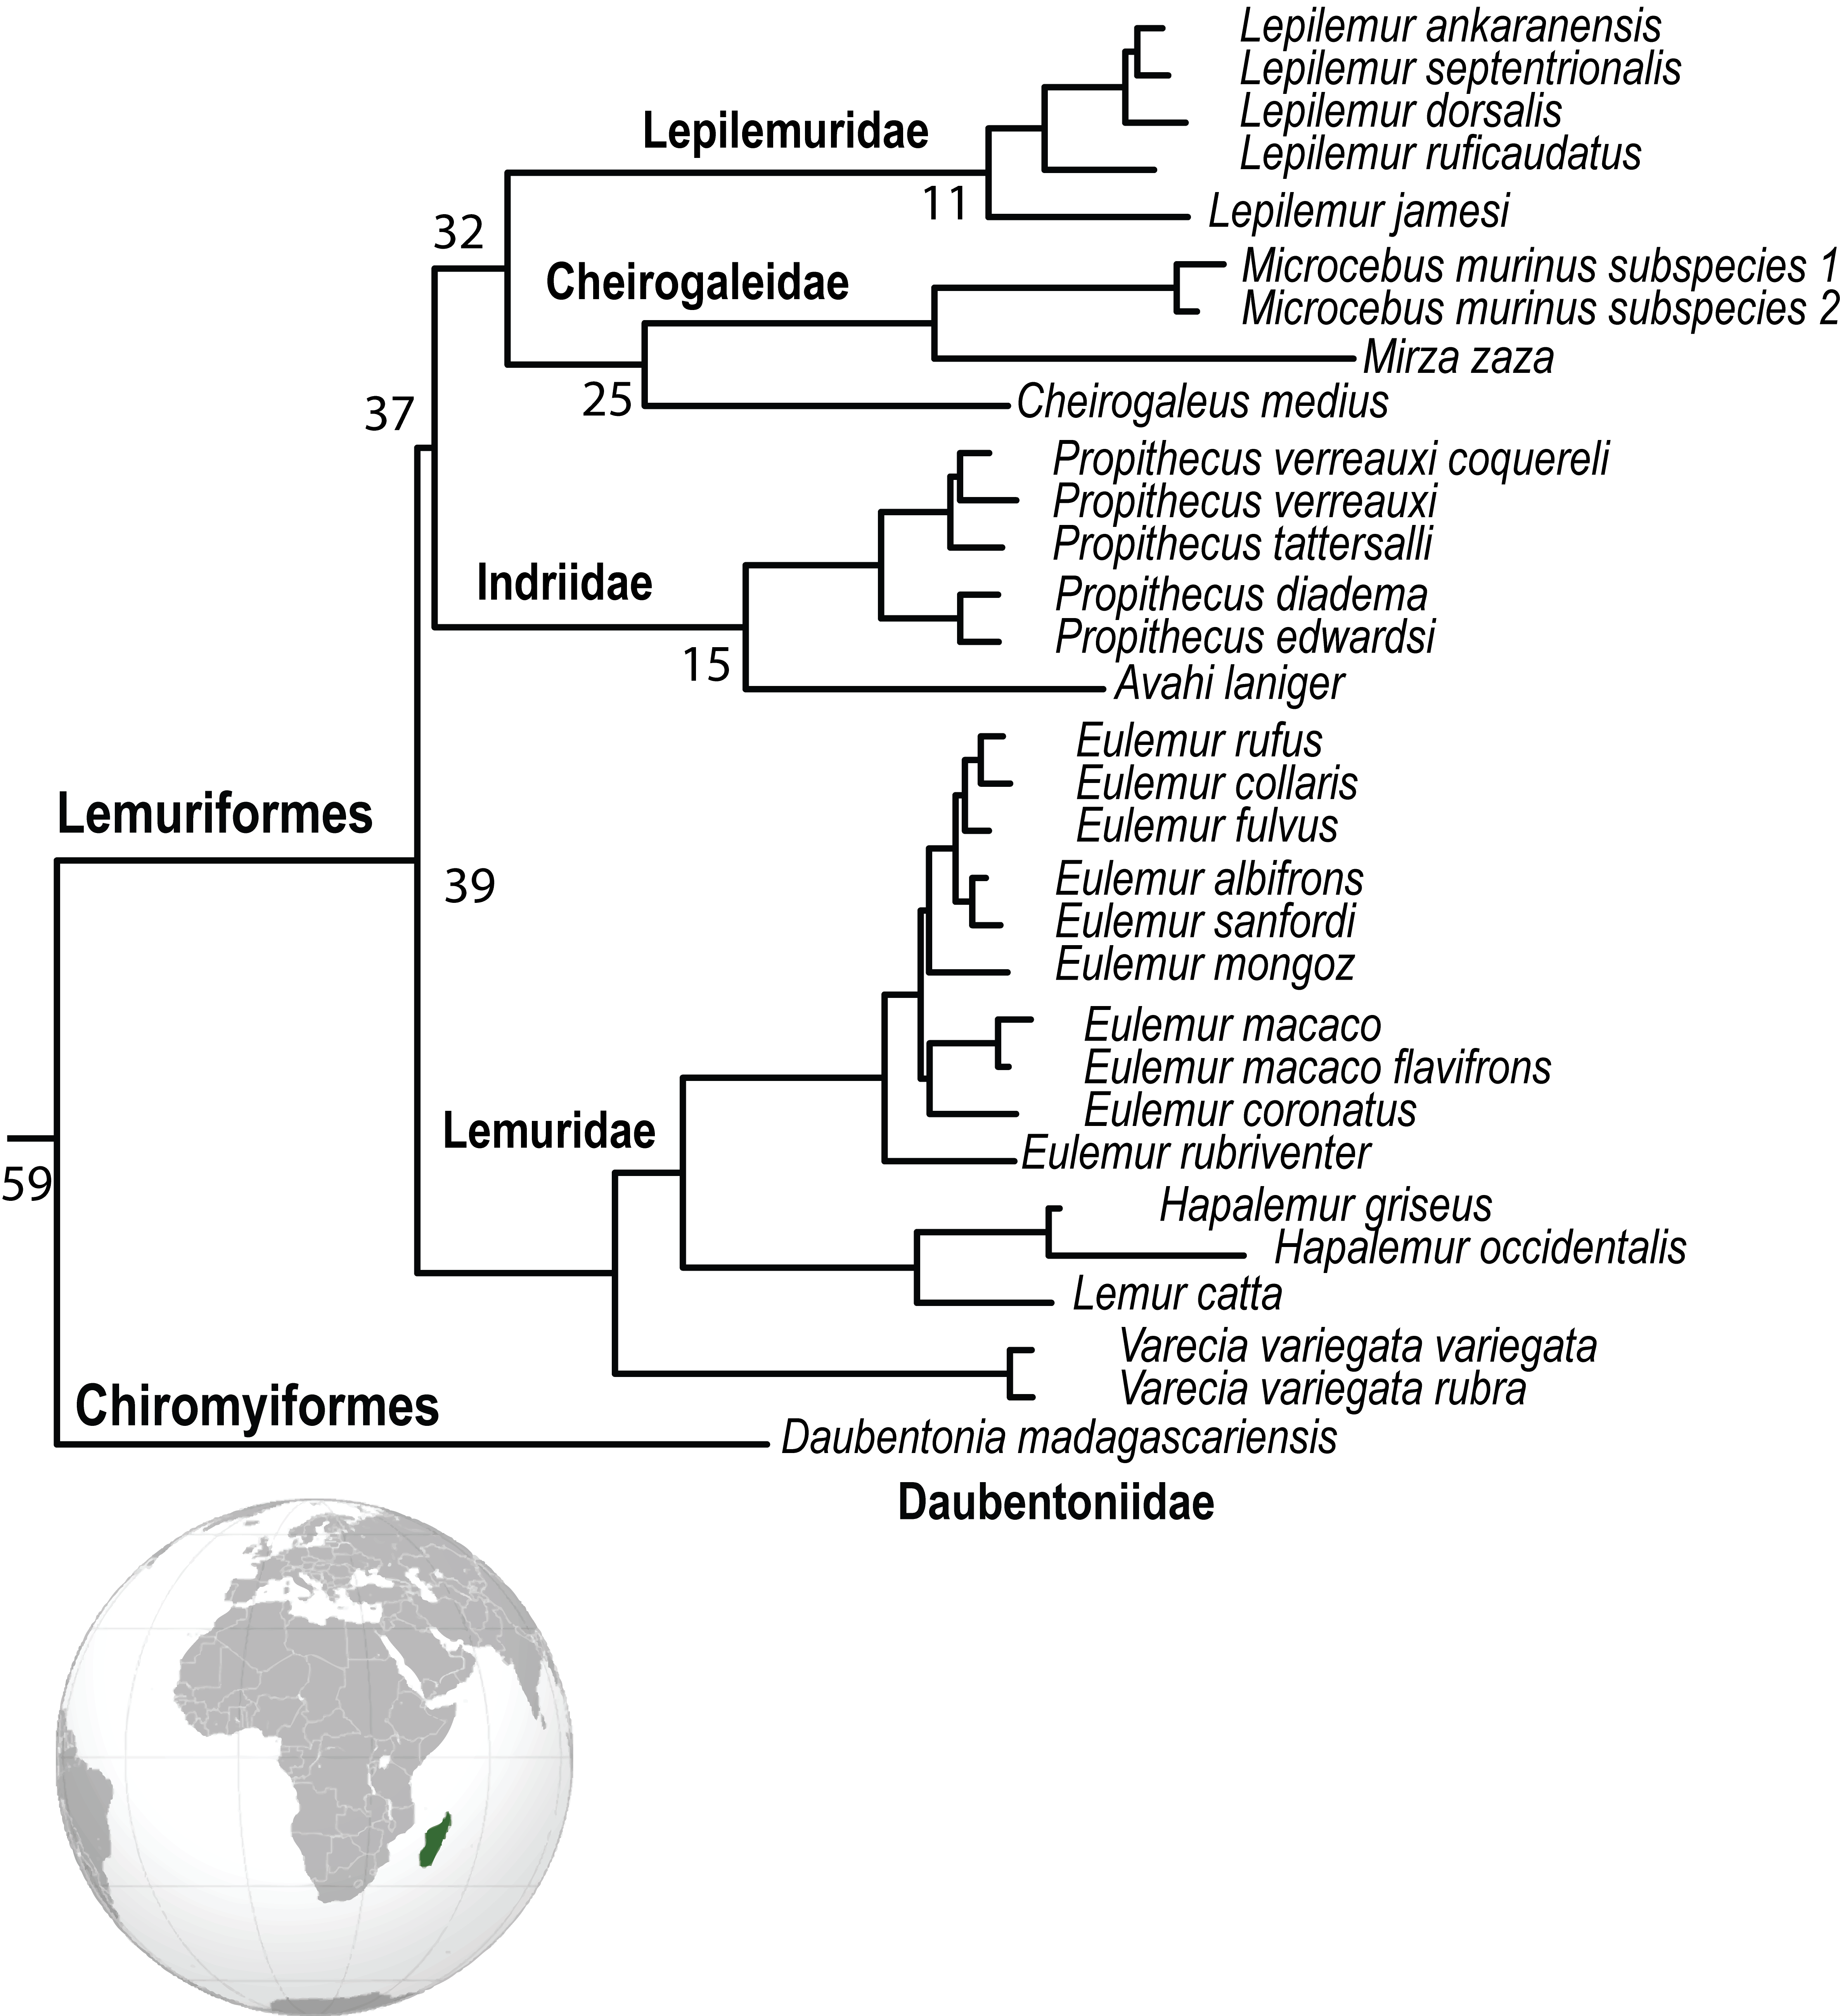 Lepilemur ankaranensis
Lepilemur septentrionalis
Lepilemur dorsalis
Lepilemuridae
Lepilemur ruficaudatus
11
Lepilemur jamesi
32
Microcebus murinus subspecies 1
Cheirogaleidae
Microcebus murinus subspecies 2
Mirza zaza
25
Cheirogaleus medius
37
Propithecus verreauxi coquereli
Propithecus verreauxi
Propithecus tattersalli
Indriidae
Propithecus diadema
Propithecus edwardsi
15
Avahi laniger
Eulemur rufus
Eulemur collaris
Lemuriformes
Eulemur fulvus
39
Eulemur albifrons
Eulemur sanfordi
Eulemur mongoz
Eulemur macaco
Eulemur macaco flavifrons
Eulemur coronatus
Lemuridae
Eulemur rubriventer
59
Hapalemur griseus
Hapalemur occidentalis
Lemur catta
Varecia variegata variegata
Varecia variegata rubra
Chiromyiformes
Daubentonia madagascariensis
Daubentoniidae